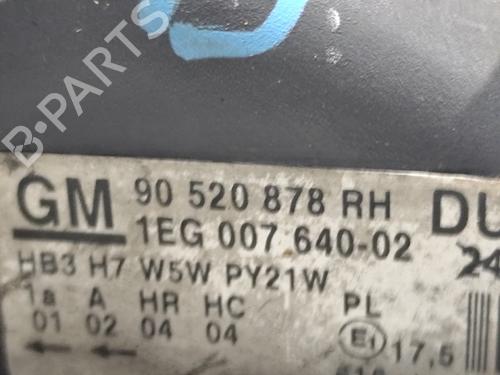 B-PARTS
GM 90 520 878 RH DU
1EG 007 640-02 24
HB3 H7 W5W PY21W
1a A HR HC PL
01 02 04 04 E1 17,5